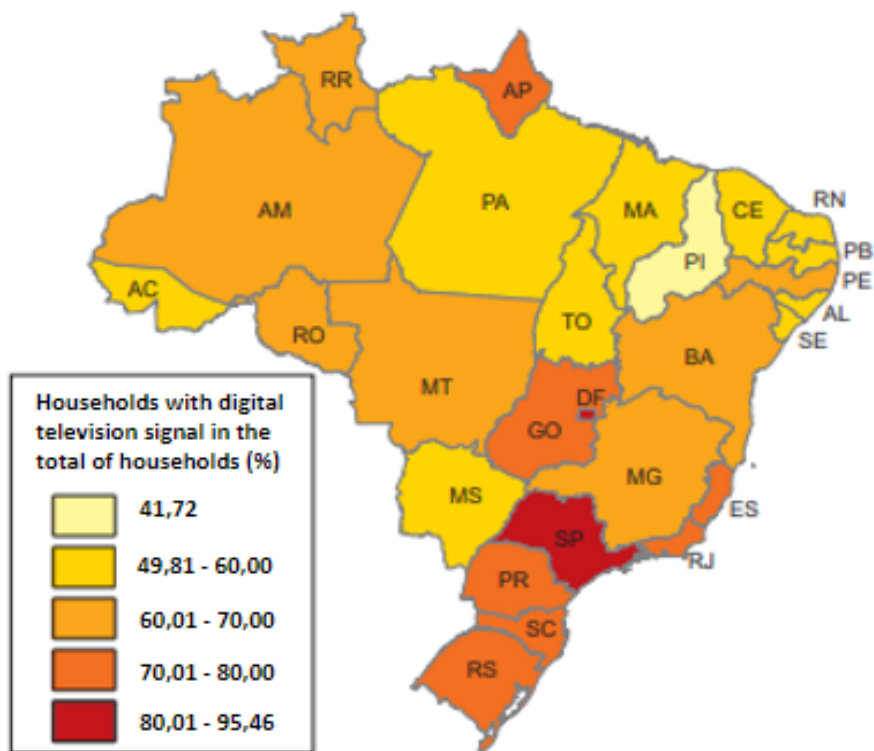 RR
AP
AM
PA
MA
CE
RN
PB
PI
PE
AC
AL
TO
SE
RO
BA
MT
DF
GO
MG
MS
ES
SP
RJ
PR
SC
RS
Households with digital
television signal in the
total of households (%)
41,72
49,81 - 60,00
60,01 - 70,00
70,01 - 80,00
80,01 - 95,46